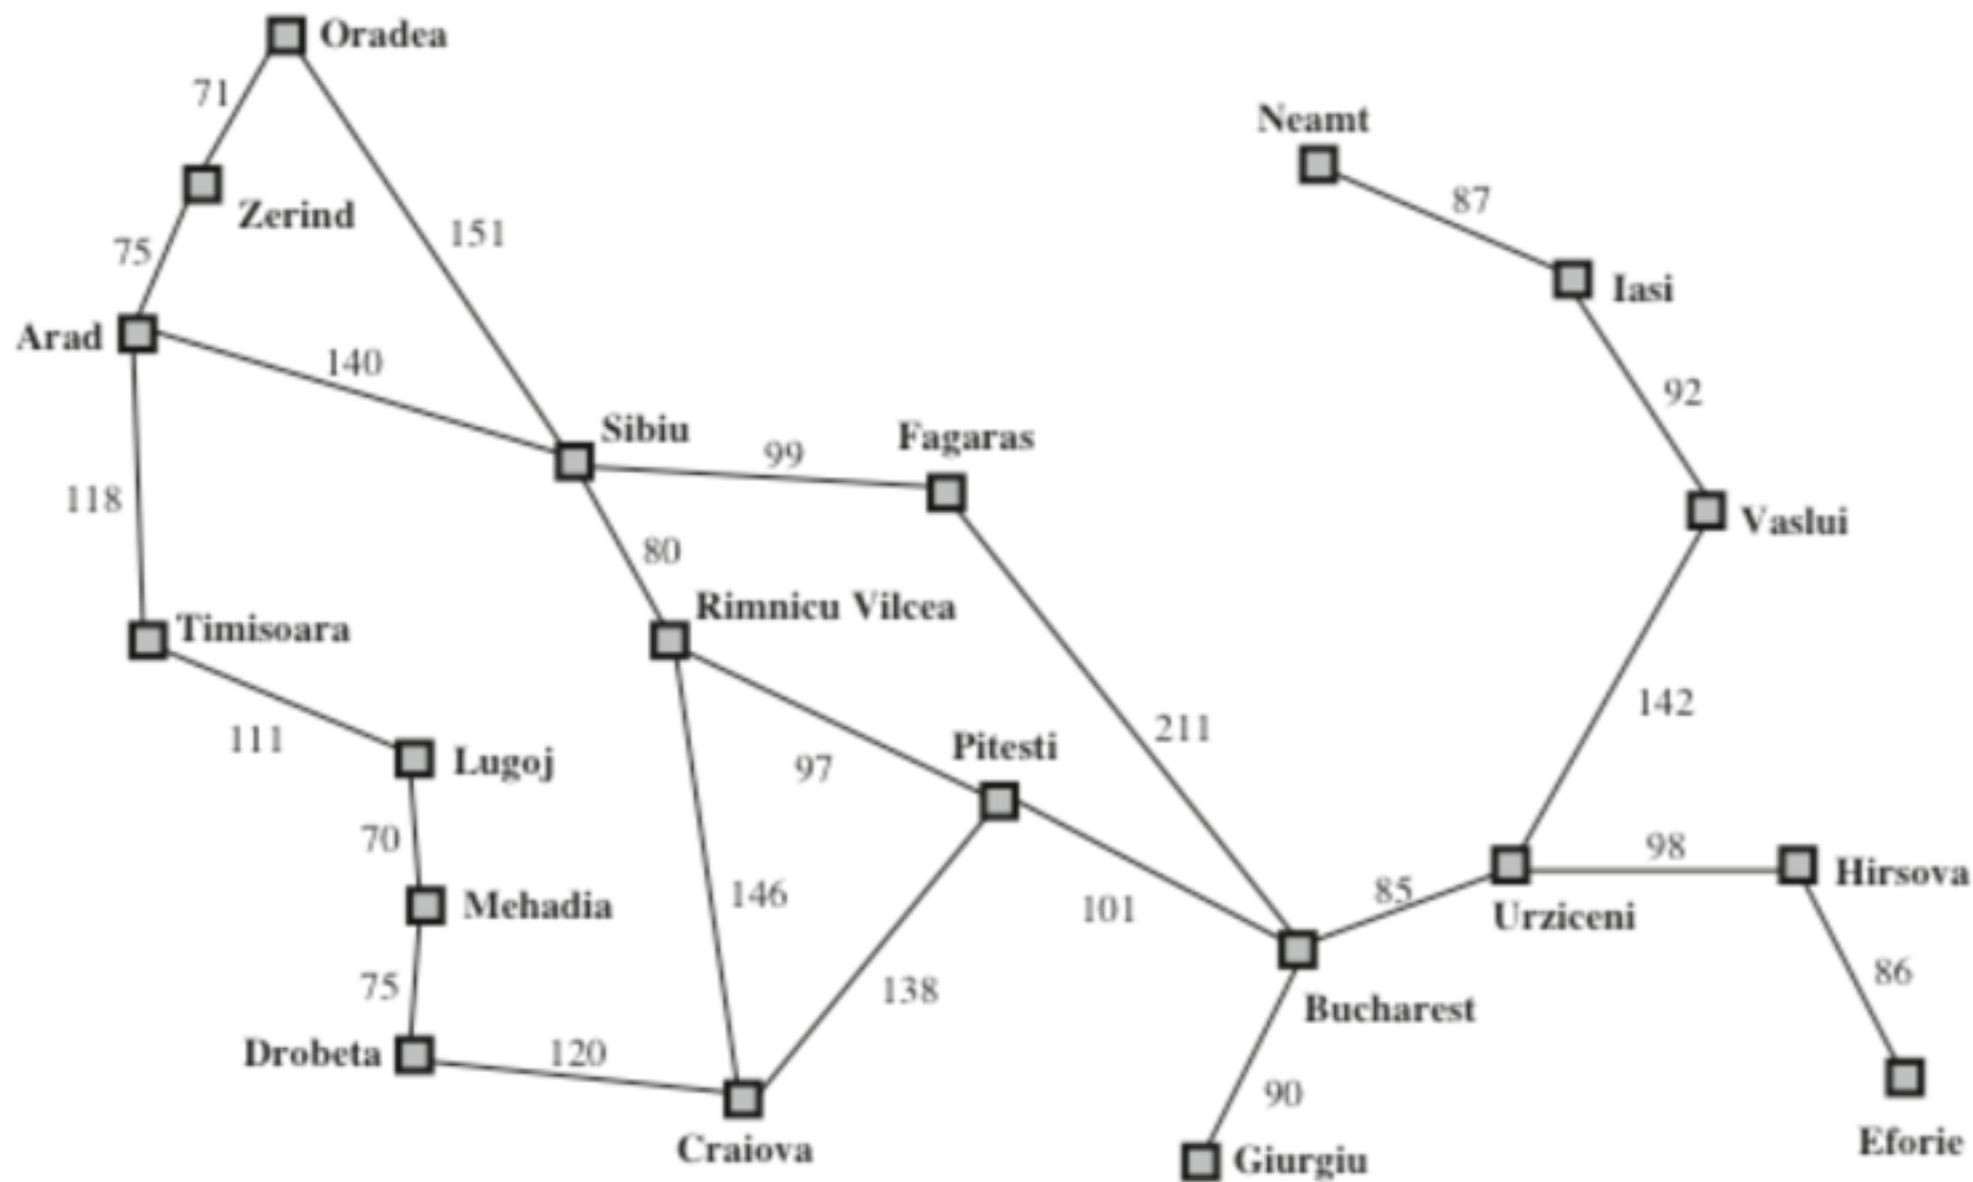 Oradea
71
Neamt
87
Zerind
151
75
Iasi
Arad
140
92
Sibiu
Fagaras
99
118
Vaslui
80
Rimnicu Vilcea
Timisoara
142
211
111
Lugoj
97
Pitesti
70
98
Hirsova
146
85
Mehadia
101
Urziceni
86
75
138
Bucharest
Drobeta
120
90
Eforie
Craiova
Giurgiu